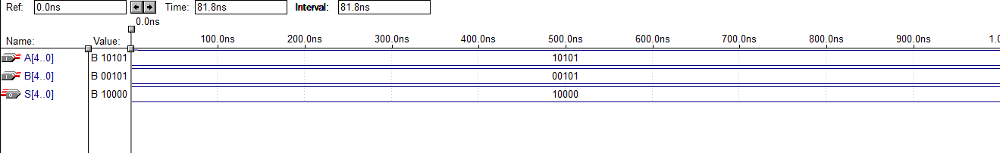 Ref: 0.0ns Time: 81.8ns Interval: 81.8ns
0.0ns
Name: Value: 100.0ns 200.0ns 300.0ns 400.0ns 500.0ns 600.0ns 700.0ns 800.0ns 900.0ns 1.0
A[4..0] B 10101 10101
B[4..0] B 00101 00101
S[4..0] B 10000 10000